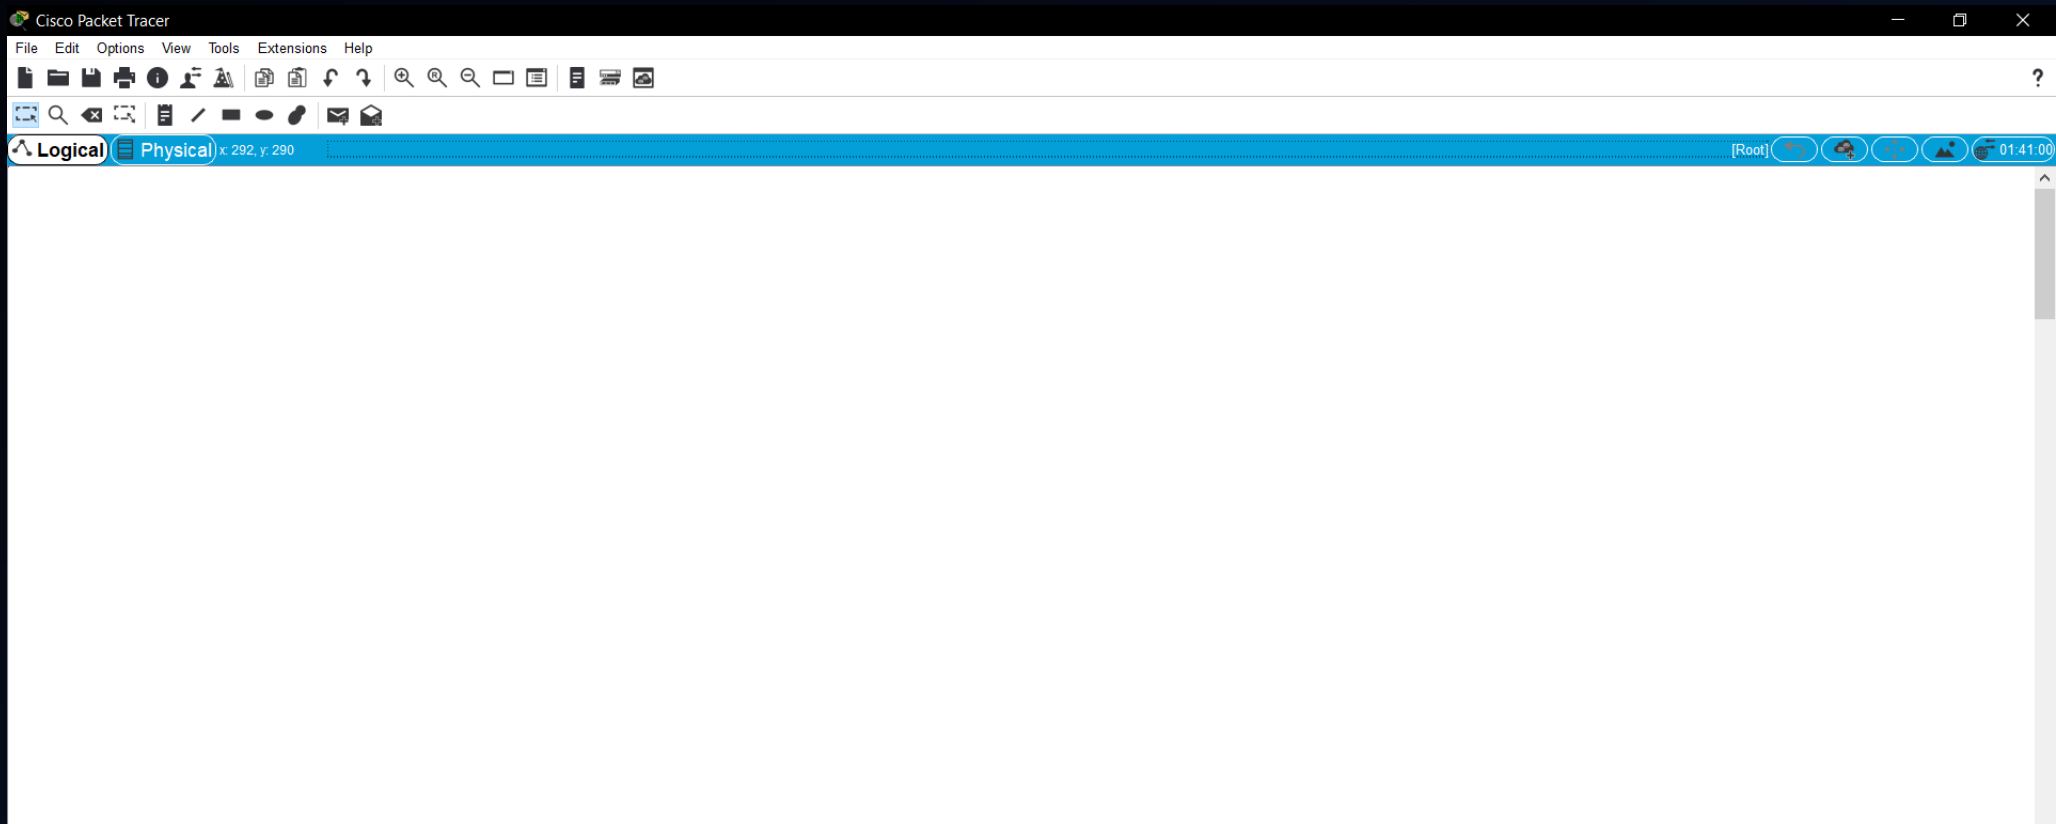 Cisco Packet Tracer
File Edit Options View Tools Extensions Help
?
Logical Physical x: 292, y: 290 [Root] 01:41:00